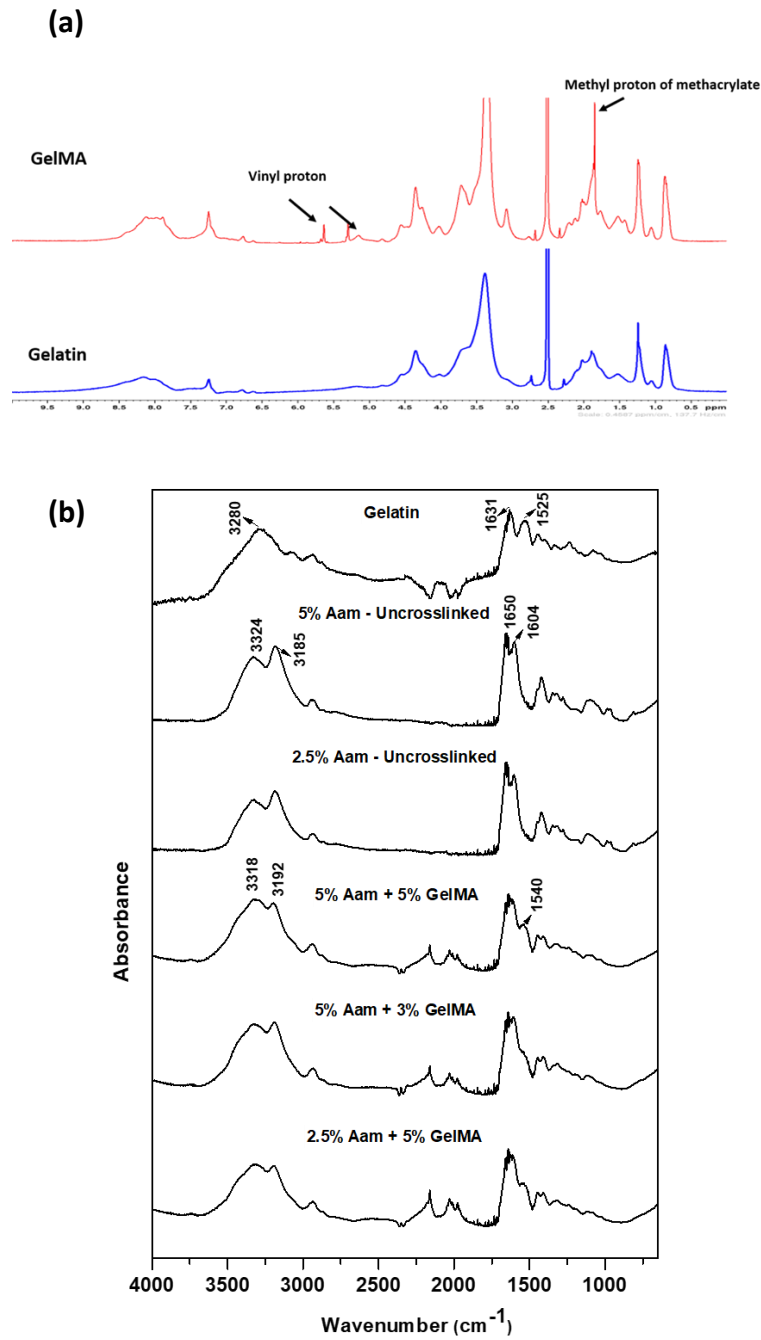 (a)
Methyl proton of methacrylate
GelMA
Vinyl proton
Gelatin
9.5 9.0 8.5 8.0 7.5 7.0 6.5 6.0 5.5 5.0 4.5 4.0 3.5 3.0 2.5 2.0 1.5 1.0 0.5 ppm
(b)
3280
Gelatin
1631
1525
5% Aam - Uncrosslinked
3324
3185
1650
1604
2.5% Aam - Uncrosslinked
5% Aam + 5% GelMA
3318
3192
1540
5% Aam + 3% GelMA
2.5% Aam + 5% GelMA
Absorbance
4000 3500 3000 2500 2000 1500 1000
Wavenumber (cm⁻¹)